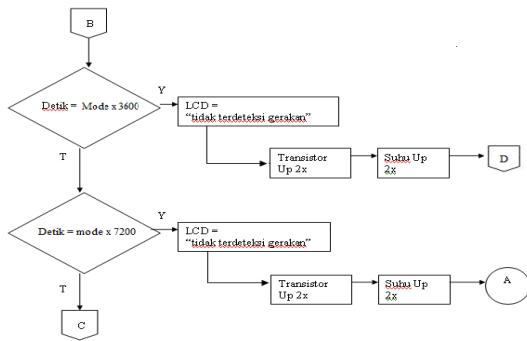 B
Detik = Mode x 3600
Y
LCD =
“tidak terdeteksi gerakan”
T
Transistor
Up 2x
Suhu Up
2x
D
Detik = mode x 7200
Y
LCD =
“tidak terdeteksi gerakan”
T
Transistor
Up 2x
Suhu Up
2x
A
C